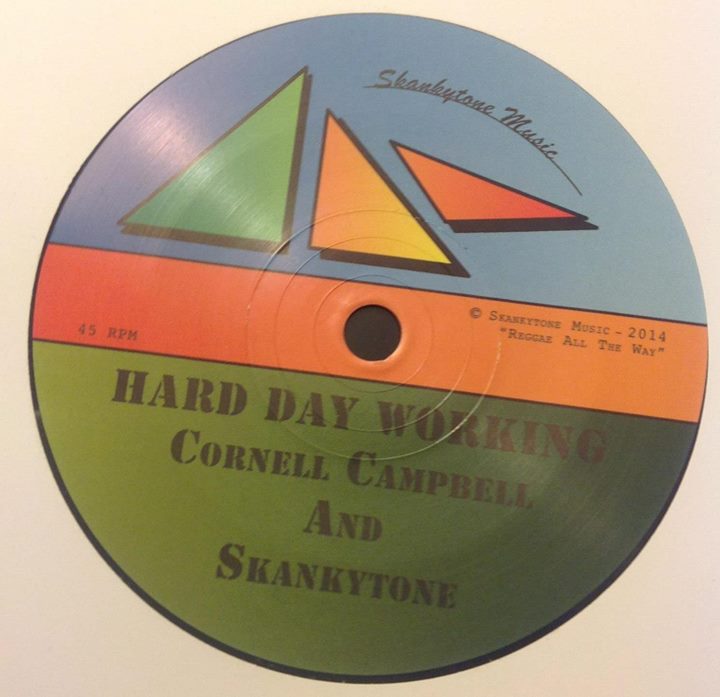 Skankytone Music
© Skankytone Music - 2014
"Reggae All The Way"
45 RPM
Hard Day Working
Cornell Campbell
And
Skankytone